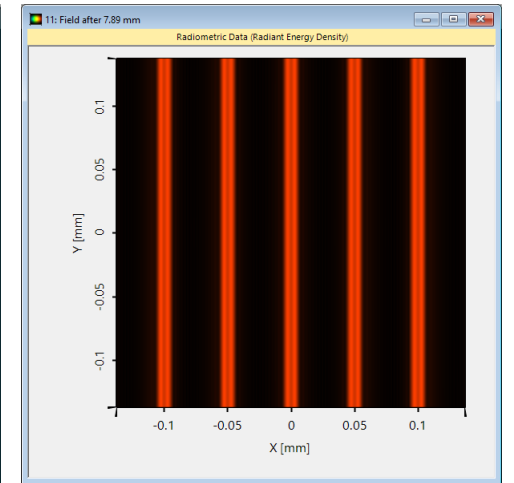 11: Field after 7.89 mm
Radiometric Data (Radiant Energy Density)
0.1
0.05
0
-0.05
-0.1
Y [mm]
-0.1 -0.05 0 0.05 0.1
X [mm]